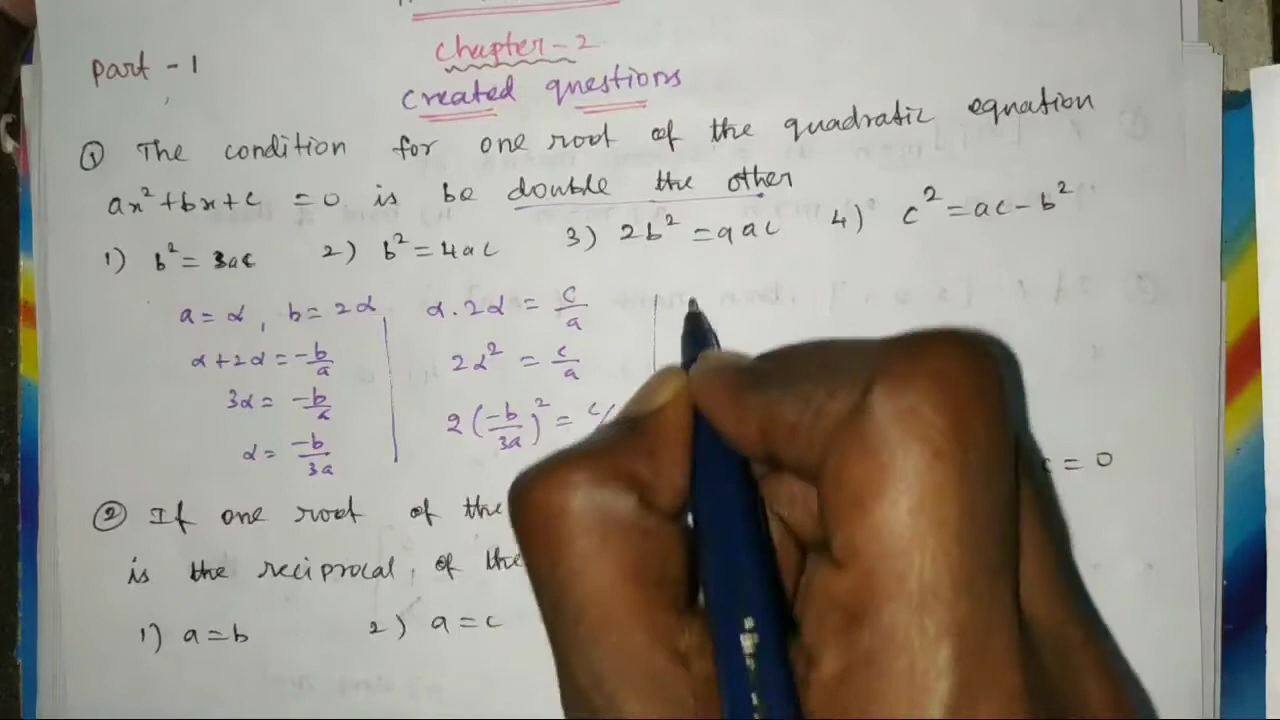 Part - 1
Chapter - 2
Created questions
① The condition for one root of the quadratic equation
ax² + bx + c = 0 is be double the other
1) b² = 3ac 2) b² = 4ac 3) 2b² = 9ac 4) c² = ac - b²
a = α, b = 2α α . 2α = c/a
α + 2α = -b/a 2α² = c/a
3α = -b/a 2(-b/3a)² = c/
α = -b/3a
= 0
② If one root of the
is the reciprocal, of the
1) a = b 2) a = c